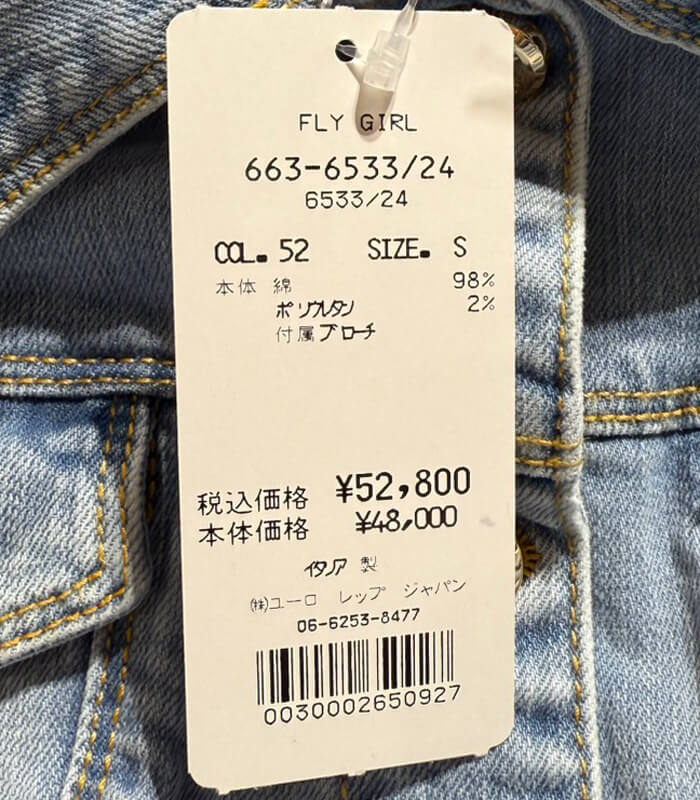 FLY GIRL
663-6533/24
6533/24
COL. 52 SIZE. S
本体 綿 98%
ポリウレタン 2%
付属ブローチ
税込価格 ¥52,800
本体価格 ¥48,000
イタリア 製
㈱ユーロ レップ ジャパン
06-6253-8477
0030002650927